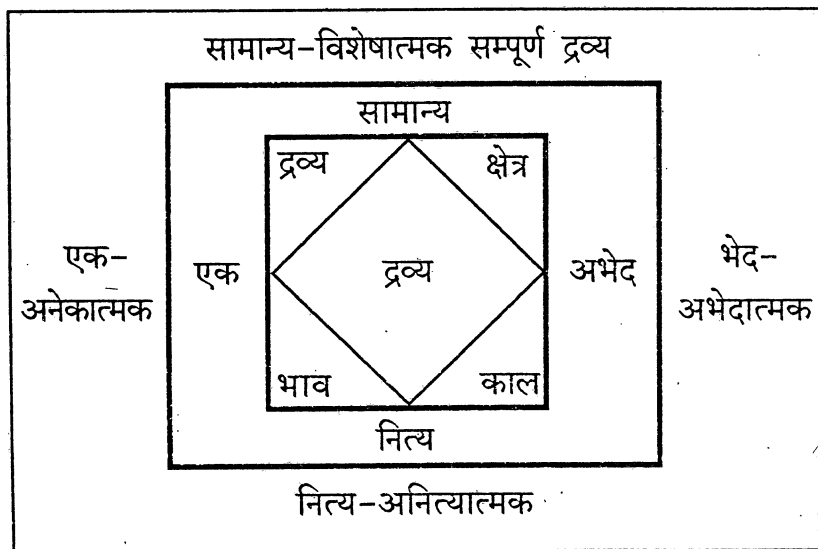 सामान्य-विशेषात्मक सम्पूर्ण द्रव्य
सामान्य
द्रव्य क्षेत्र
एक-
अनेकात्मक
एक
द्रव्य
अभेद
भेद-
अभेदात्मक
भाव काल
नित्य
नित्य-अनित्यात्मक